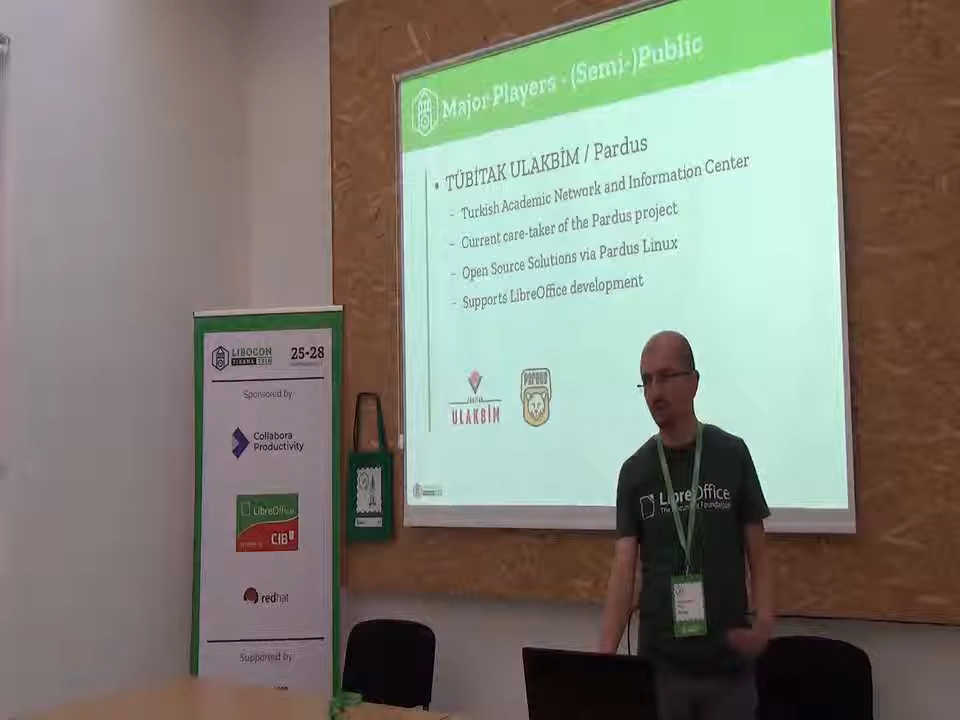 Major Players - (Semi-)Public
• TÜBİTAK ULAKBİM / Pardus
- Turkish Academic Network and Information Center
- Current care-taker of the Pardus project
- Open Source Solutions via Pardus Linux
- Supports LibreOffice development
ULAKBİM
PARDUS
LIBOCON
TIRANA 2018
25-28
Sponsored by
Collabora
Productivity
LibreOffice
CIB
redhat
Supported by
LibreOffice
The Document Foundation